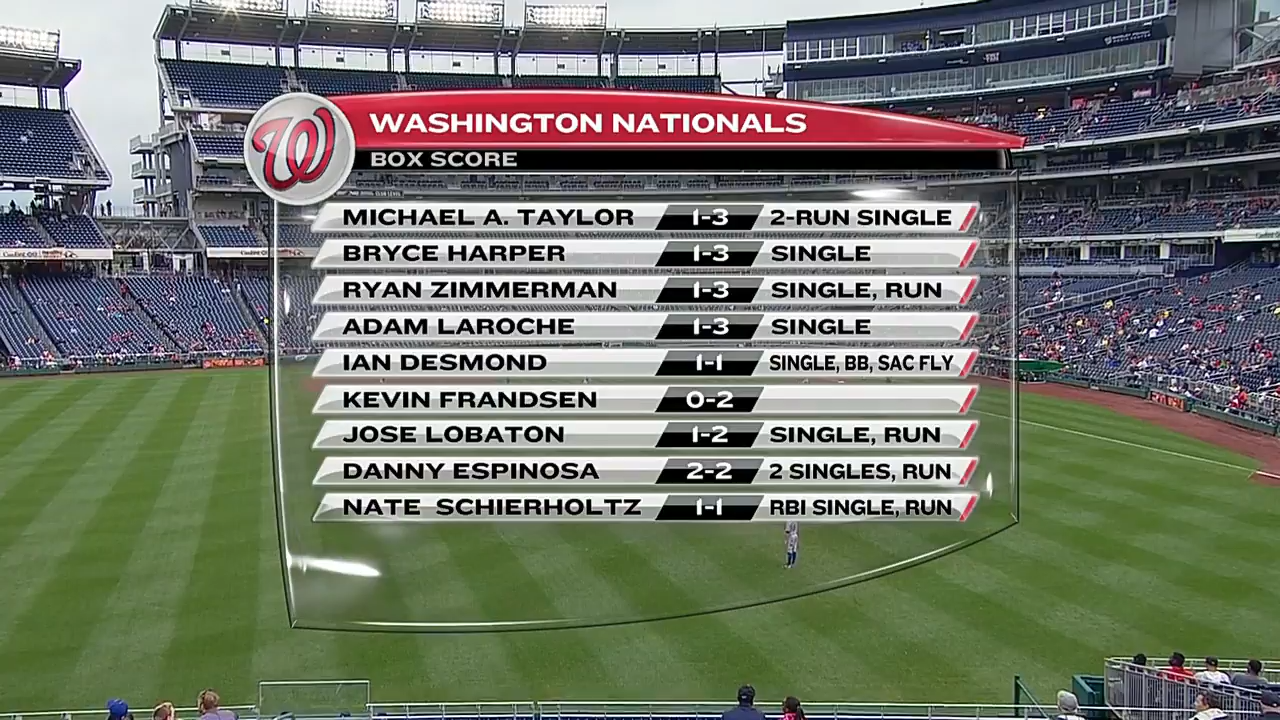 WASHINGTON NATIONALS
BOX SCORE
MICHAEL A. TAYLOR 1-3 2-RUN SINGLE
BRYCE HARPER 1-3 SINGLE
RYAN ZIMMERMAN 1-3 SINGLE, RUN
ADAM LAROCHE 1-3 SINGLE
IAN DESMOND 1-1 SINGLE, BB, SAC FLY
KEVIN FRANDSEN 0-2
JOSE LOBATON 1-2 SINGLE, RUN
DANNY ESPINOSA 2-2 2 SINGLES, RUN
NATE SCHIERHOLTZ 1-1 RBI SINGLE, RUN